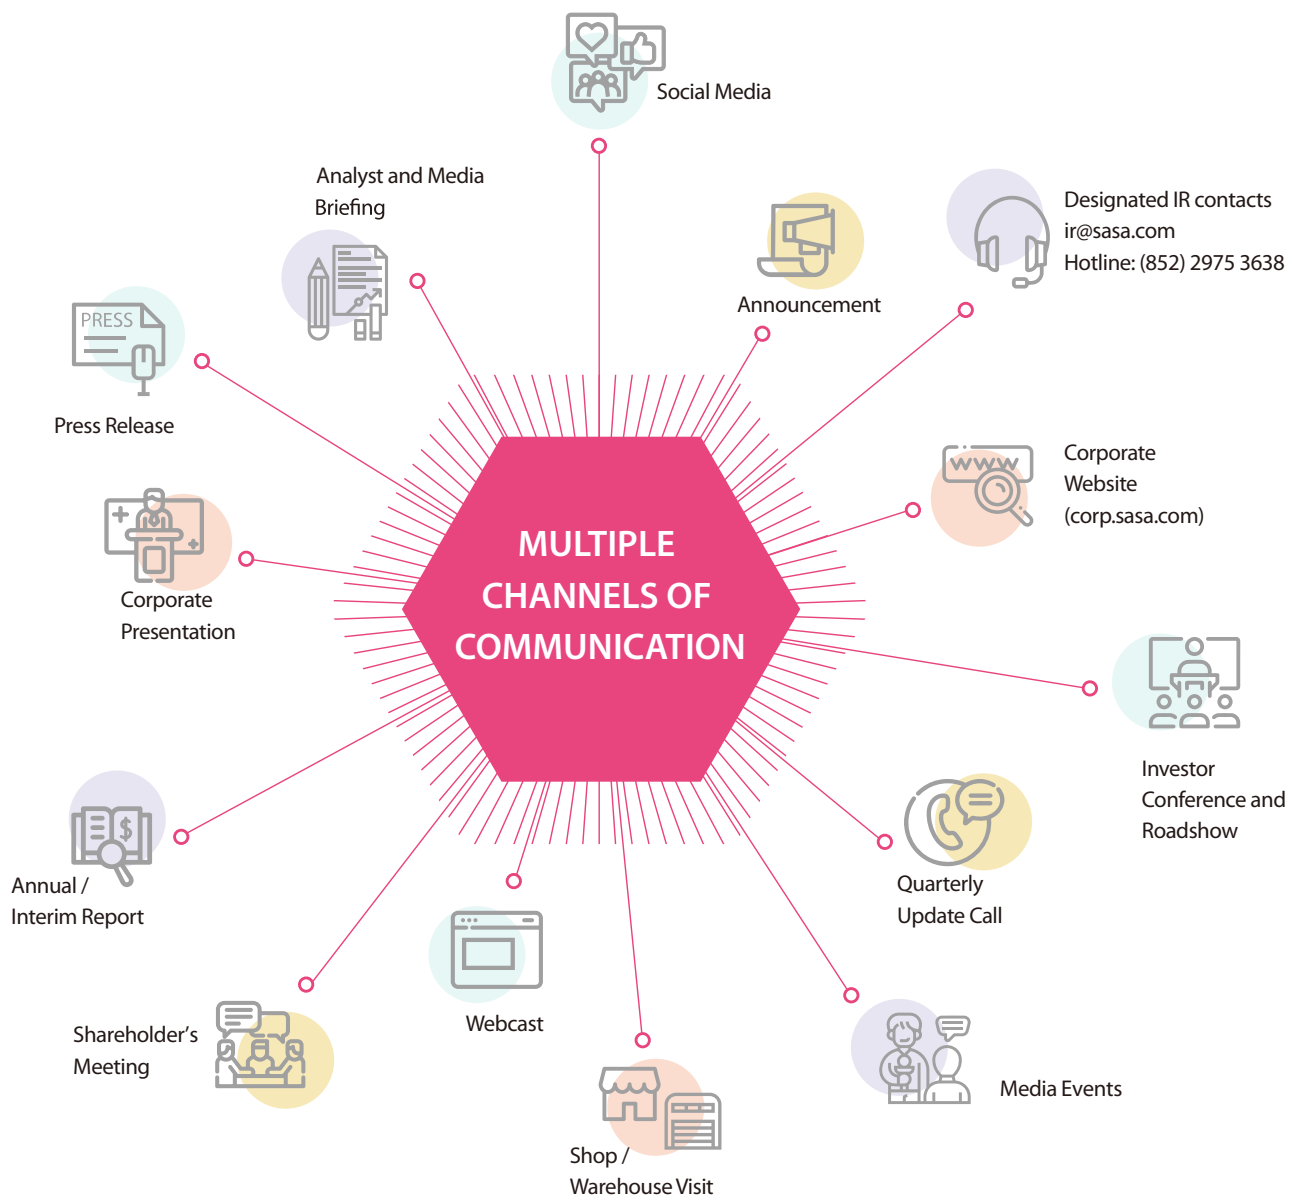 Social Media
Analyst and Media
Briefing
Designated IR contacts
ir@sasa.com
Hotline: (852) 2975 3638
Announcement
PRESS
Press Release
Corporate
Website
(corp.sasa.com)
www
MULTIPLE
CHANNELS OF
COMMUNICATION
Corporate
Presentation
Investor
Conference and
Roadshow
$
Annual /
Interim Report
Quarterly
Update Call
Webcast
Shareholder’s
Meeting
Media Events
Shop /
Warehouse Visit